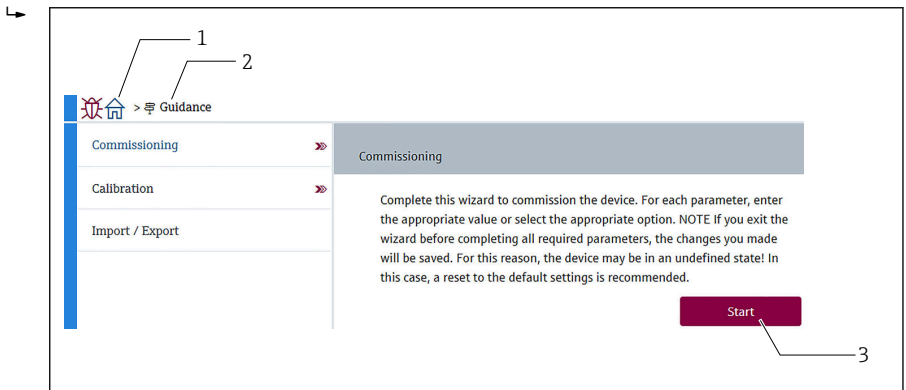 1
2
> Guidance
Commissioning
Calibration
Import / Export
Commissioning
Complete this wizard to commission the device. For each parameter, enter
the appropriate value or select the appropriate option. NOTE If you exit the
wizard before completing all required parameters, the changes you made
will be saved. For this reason, the device may be in an undefined state! In
this case, a reset to the default settings is recommended.
Start
3